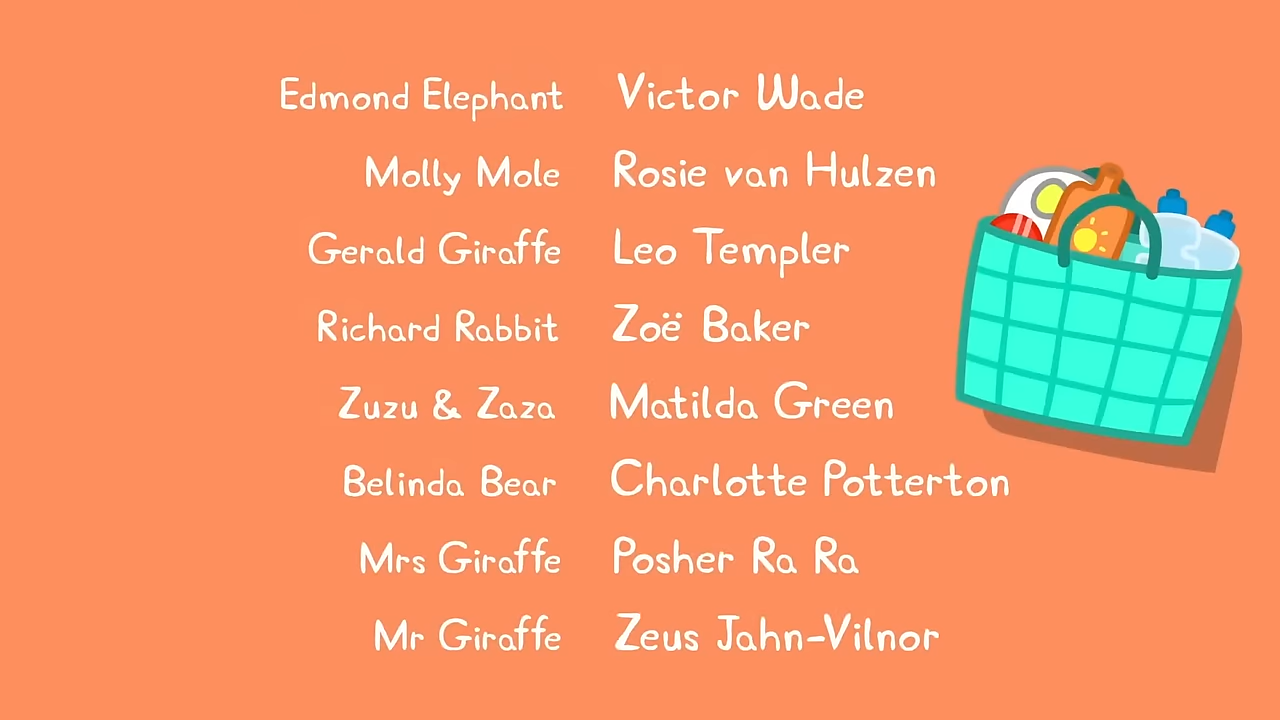 Edmond Elephant Victor Wade
Molly Mole Rosie van Hulzen
Gerald Giraffe Leo Templer
Richard Rabbit Zoë Baker
Zuzu & Zaza Matilda Green
Belinda Bear Charlotte Potterton
Mrs Giraffe Posher Ra Ra
Mr Giraffe Zeus Jahn-Vilnor